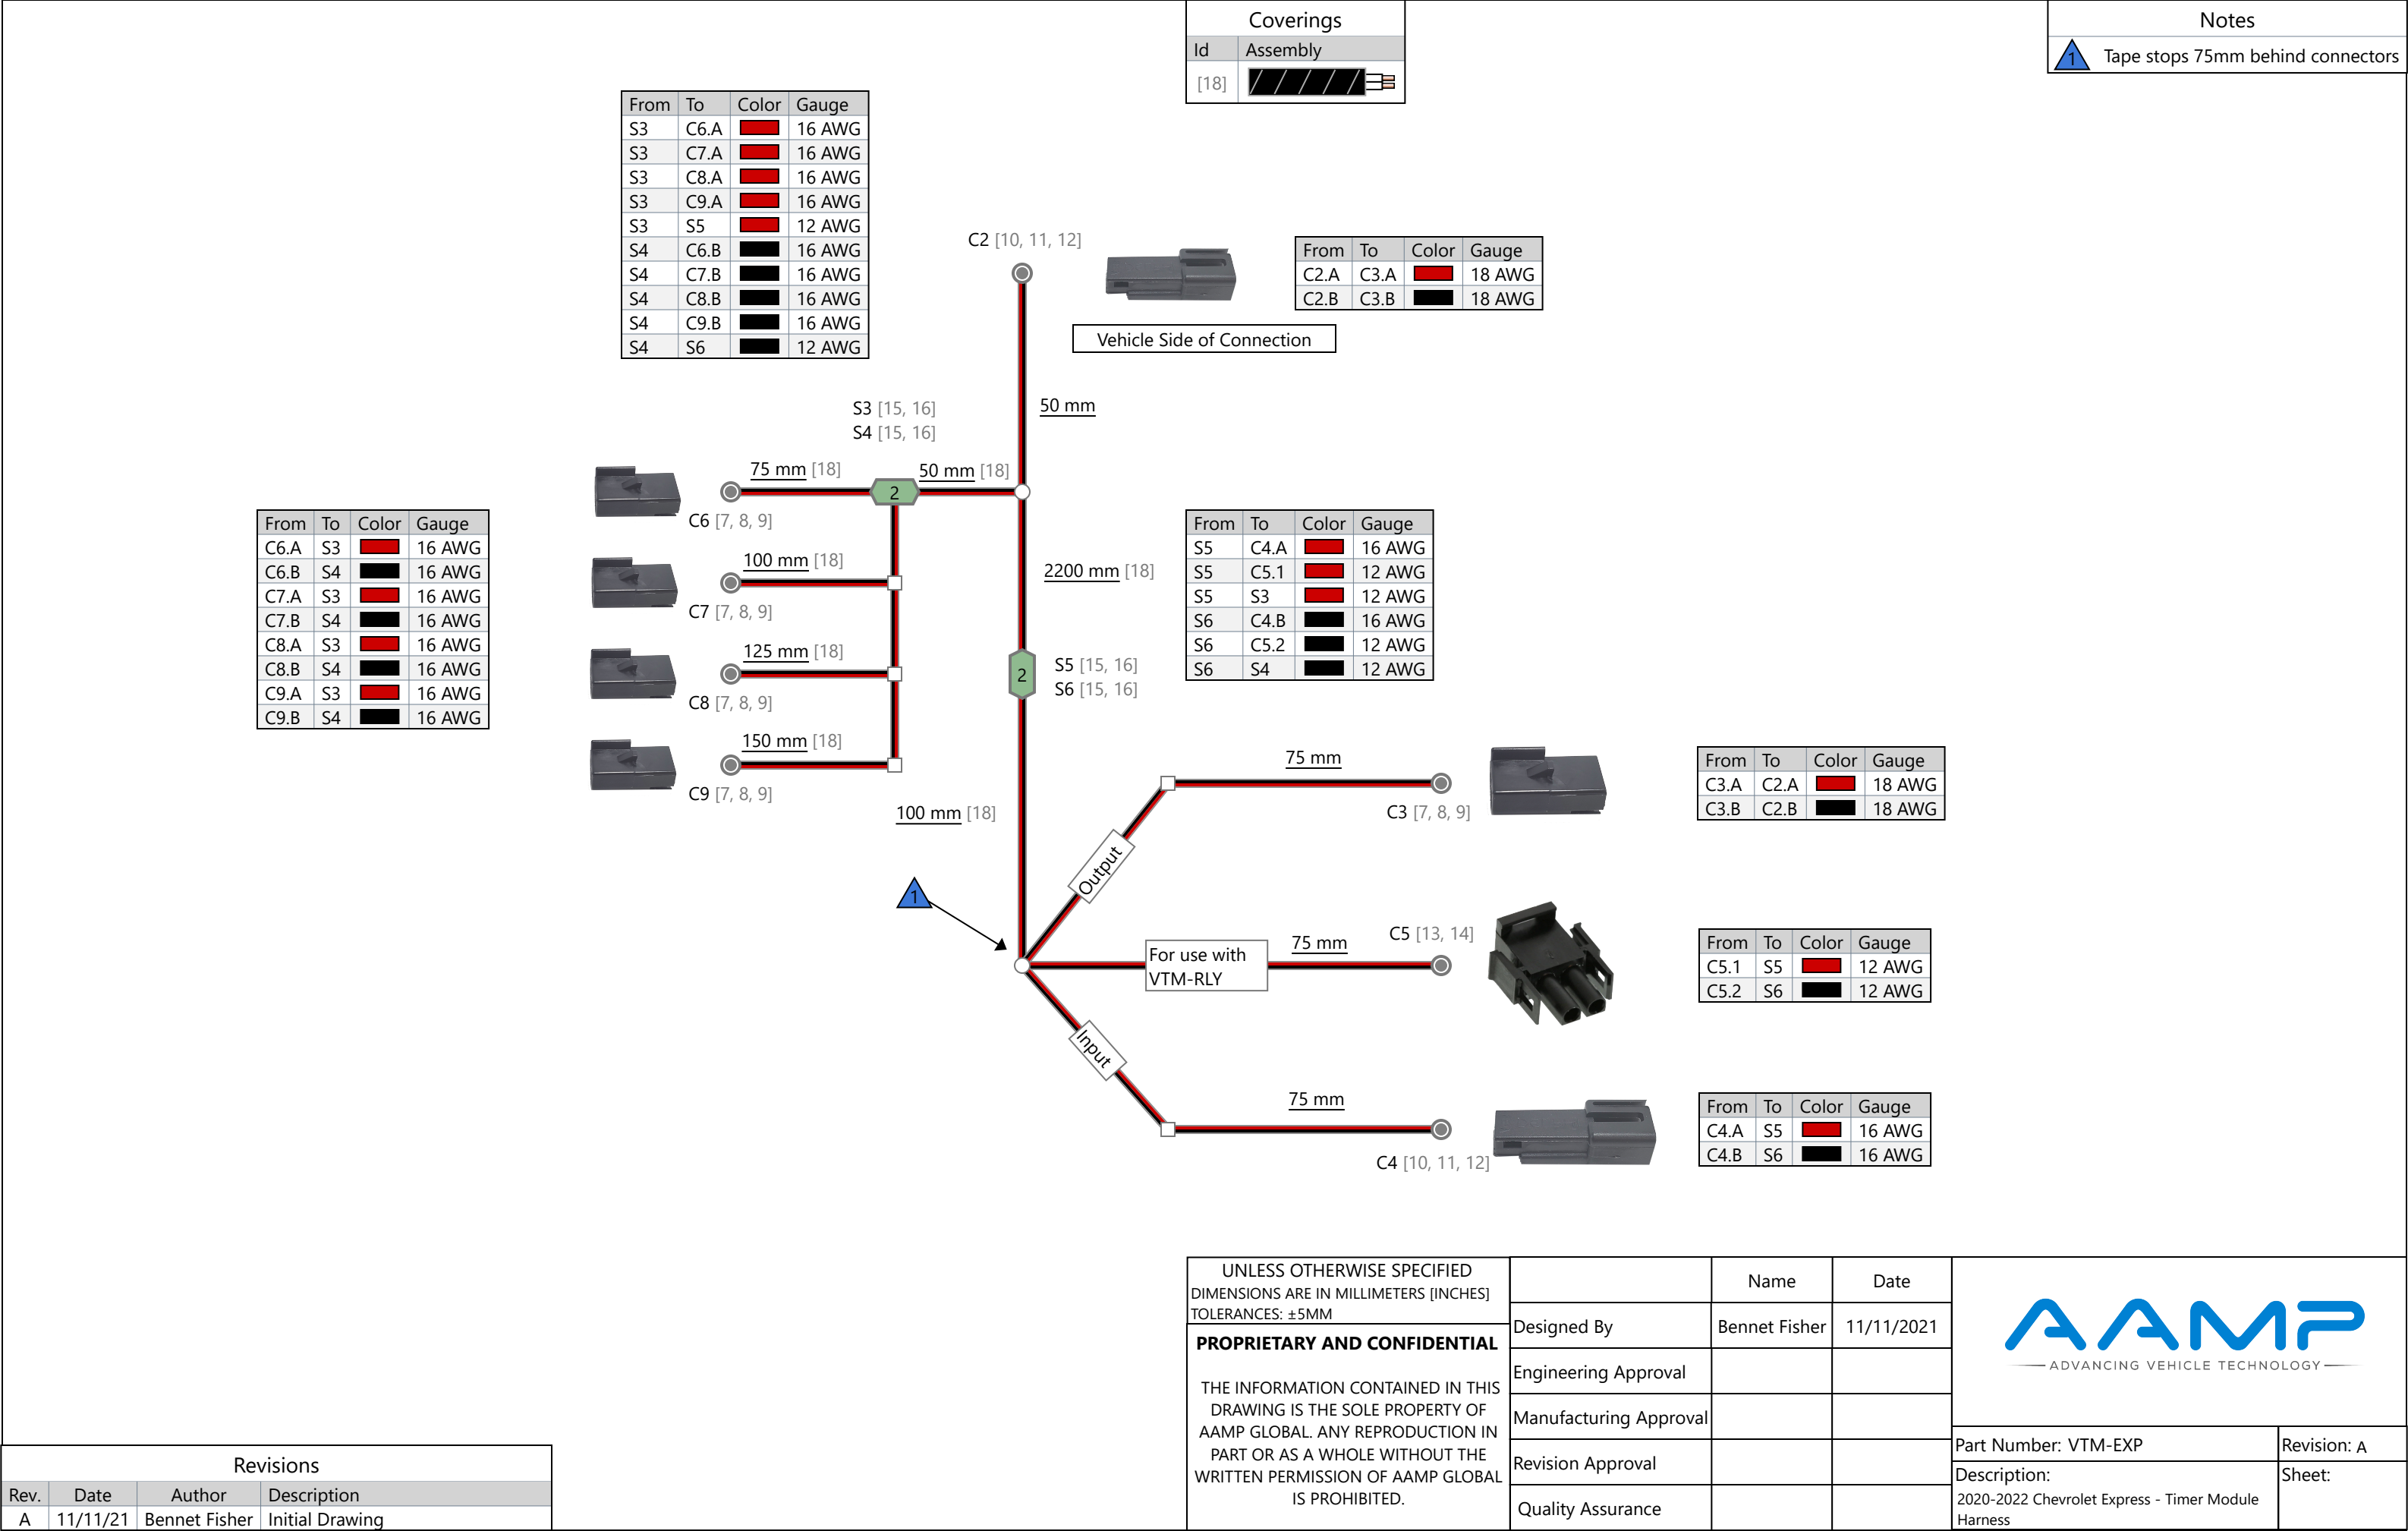 Coverings
Id Assembly
[18]
Notes
1 Tape stops 75mm behind connectors
From To Color Gauge
S3 C6.A 16 AWG
S3 C7.A 16 AWG
S3 C8.A 16 AWG
S3 C9.A 16 AWG
S3 S5 12 AWG
S4 C6.B 16 AWG
S4 C7.B 16 AWG
S4 C8.B 16 AWG
S4 C9.B 16 AWG
S4 S6 12 AWG
C2 [10, 11, 12]
From To Color Gauge
C2.A C3.A 18 AWG
C2.B C3.B 18 AWG
Vehicle Side of Connection
50 mm
S3 [15, 16]
S4 [15, 16]
75 mm [18]
50 mm [18]
2
C6 [7, 8, 9]
100 mm [18]
C7 [7, 8, 9]
125 mm [18]
C8 [7, 8, 9]
150 mm [18]
C9 [7, 8, 9]
From To Color Gauge
C6.A S3 16 AWG
C6.B S4 16 AWG
C7.A S3 16 AWG
C7.B S4 16 AWG
C8.A S3 16 AWG
C8.B S4 16 AWG
C9.A S3 16 AWG
C9.B S4 16 AWG
2200 mm [18]
2
S5 [15, 16]
S6 [15, 16]
From To Color Gauge
S5 C4.A 16 AWG
S5 C5.1 12 AWG
S5 S3 12 AWG
S6 C4.B 16 AWG
S6 C5.2 12 AWG
S6 S4 12 AWG
100 mm [18]
1
Output
75 mm
C3 [7, 8, 9]
From To Color Gauge
C3.A C2.A 18 AWG
C3.B C2.B 18 AWG
For use with
VTM-RLY
75 mm
C5 [13, 14]
From To Color Gauge
C5.1 S5 12 AWG
C5.2 S6 12 AWG
Input
75 mm
C4 [10, 11, 12]
From To Color Gauge
C4.A S5 16 AWG
C4.B S6 16 AWG
UNLESS OTHERWISE SPECIFIED
DIMENSIONS ARE IN MILLIMETERS [INCHES]
TOLERANCES: ±5MM
PROPRIETARY AND CONFIDENTIAL
THE INFORMATION CONTAINED IN THIS
DRAWING IS THE SOLE PROPERTY OF
AAMP GLOBAL. ANY REPRODUCTION IN
PART OR AS A WHOLE WITHOUT THE
WRITTEN PERMISSION OF AAMP GLOBAL
IS PROHIBITED.
Name Date
Designed By Bennet Fisher 11/11/2021
Engineering Approval
Manufacturing Approval
Revision Approval
Quality Assurance
AAMP
ADVANCING VEHICLE TECHNOLOGY
Part Number: VTM-EXP
Revision: A
Description:
2020-2022 Chevrolet Express - Timer Module
Harness
Sheet:
Revisions
Rev. Date Author Description
A 11/11/21 Bennet Fisher Initial Drawing